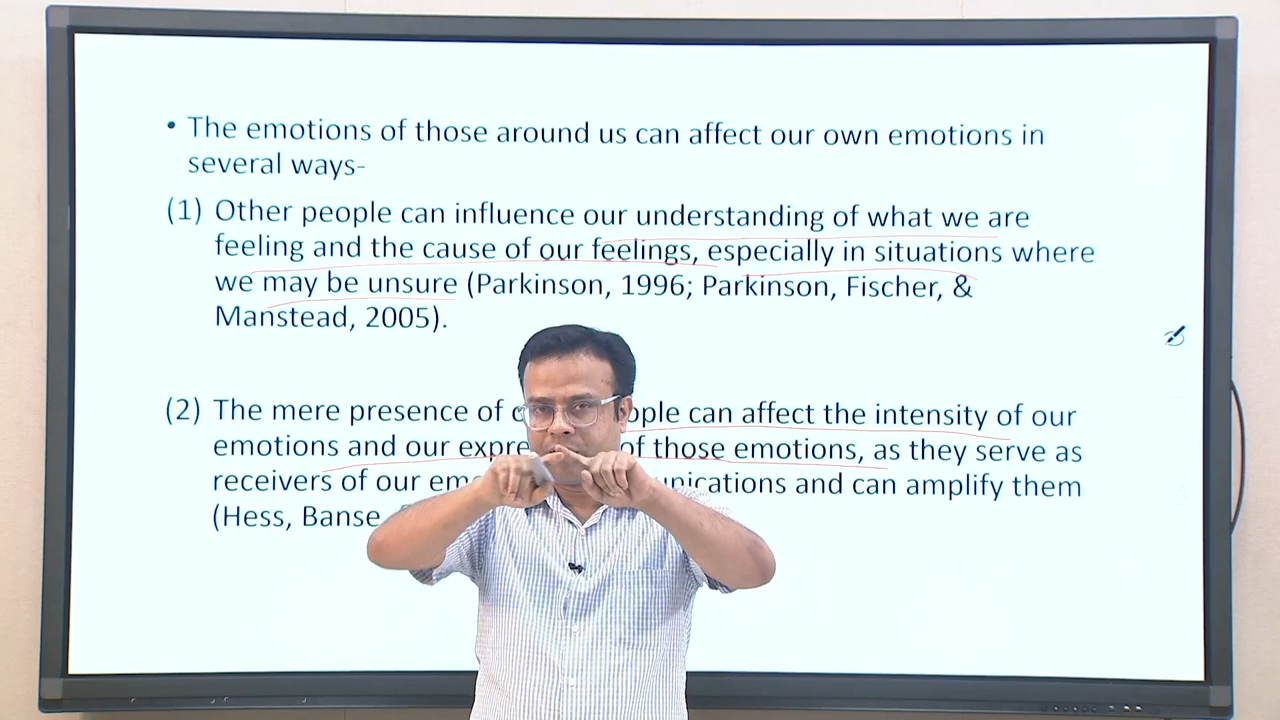 • The emotions of those around us can affect our own emotions in
several ways-
(1) Other people can influence our understanding of what we are
feeling and the cause of our feelings, especially in situations where
we may be unsure (Parkinson, 1996; Parkinson, Fischer, &
Manstead, 2005).
(2) The mere presence of can affect the intensity of our
emotions and our of those emotions, as they serve as
receivers of our and can amplify them
(Hess, Banse